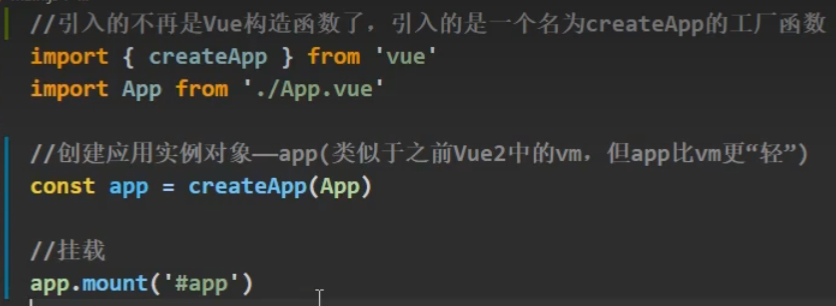 //引入的不再是Vue构造函数了，引入的是一个名为createApp的工厂函数
import { createApp } from 'vue'
import App from './App.vue'
//创建应用实例对象——app(类似于之前Vue2中的vm，但app比vm更“轻”)
const app = createApp(App)
//挂载
app.mount('#app')